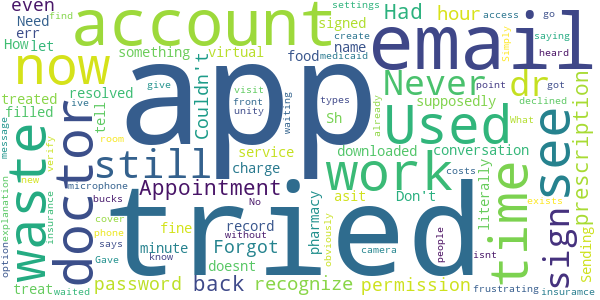 even
Need
err
How
let
account
something
signed
virtual
Had
hour
find
settings
create
access
go
saying
heard
email
simply
now
app
Couldn't
food
name
medicaid
Never
dr
point
got
treated
resolved
tell
give
visit
types
front
unity
waiting
Sh
already
supposedly
declined
What
filled
doctor
ive
Used
message
waste
verify
room
still
service
charge
work
downloaded
conversation
literally
time
sign
see
prescription
microphone
Appointment
asit
Don't
costs
new
bucks
No
option
explanation
insurance
cover
phone
says
Gave
fine
minute
know
record
without
Forgot
doesnt
tried
pharmacy
obviously
camera
people
isnt
frustrating
Sending
exists
insuramce
treat
waited
password
back
recognize
permission